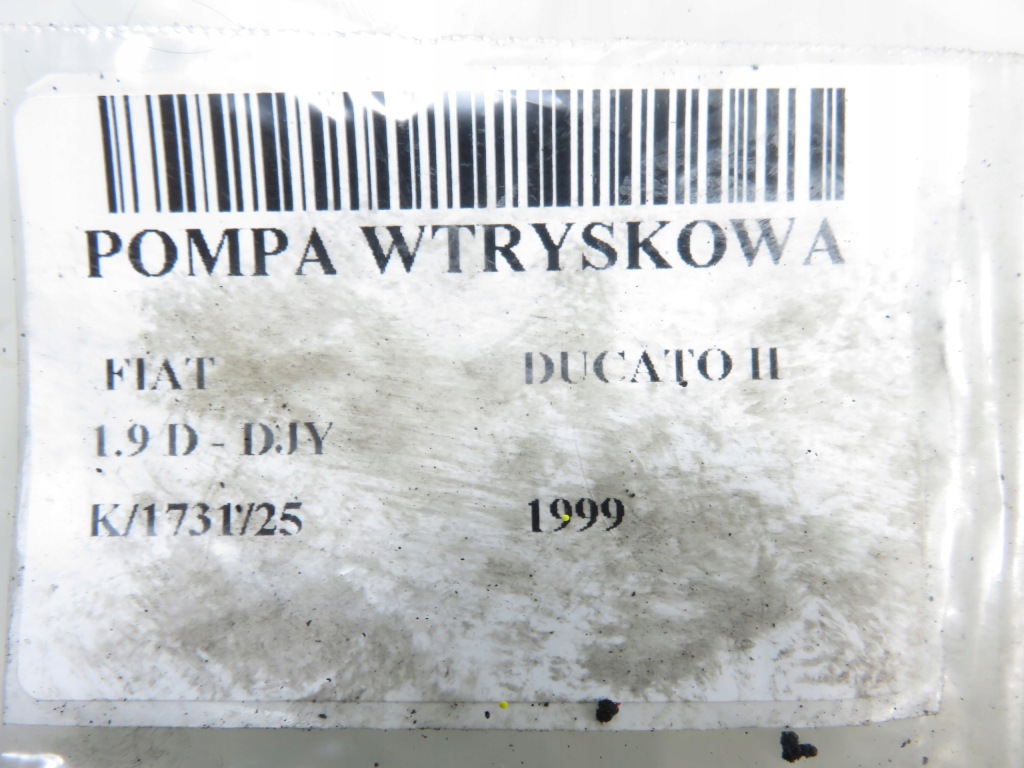 POMPA WTRYSKOWA
FIAT DUCATO II
1.9 D - DJY
K/1731/25 1999